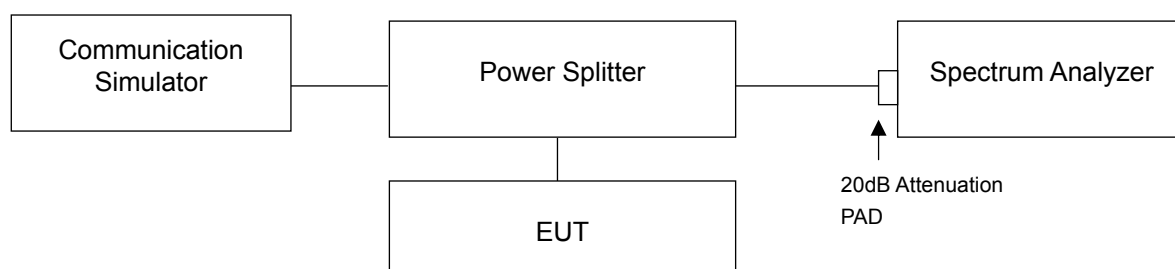 Communication
Simulator
Power Splitter
Spectrum Analyzer
20dB Attenuation
PAD
EUT